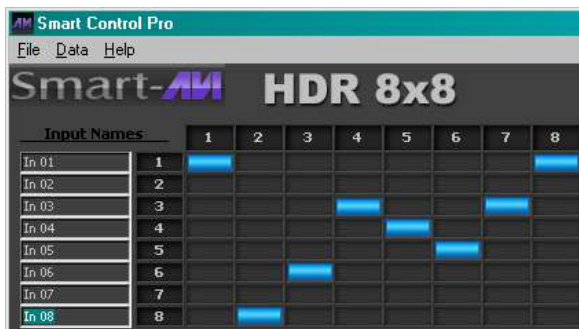 Smart Control Pro
File Data Help
Smart-AVI HDR 8x8
Input Names 1 2 3 4 5 6 7 8
In 01 1
In 02 2
In 03 3
In 04 4
In 05 5
In 06 6
In 07 7
In 08 8